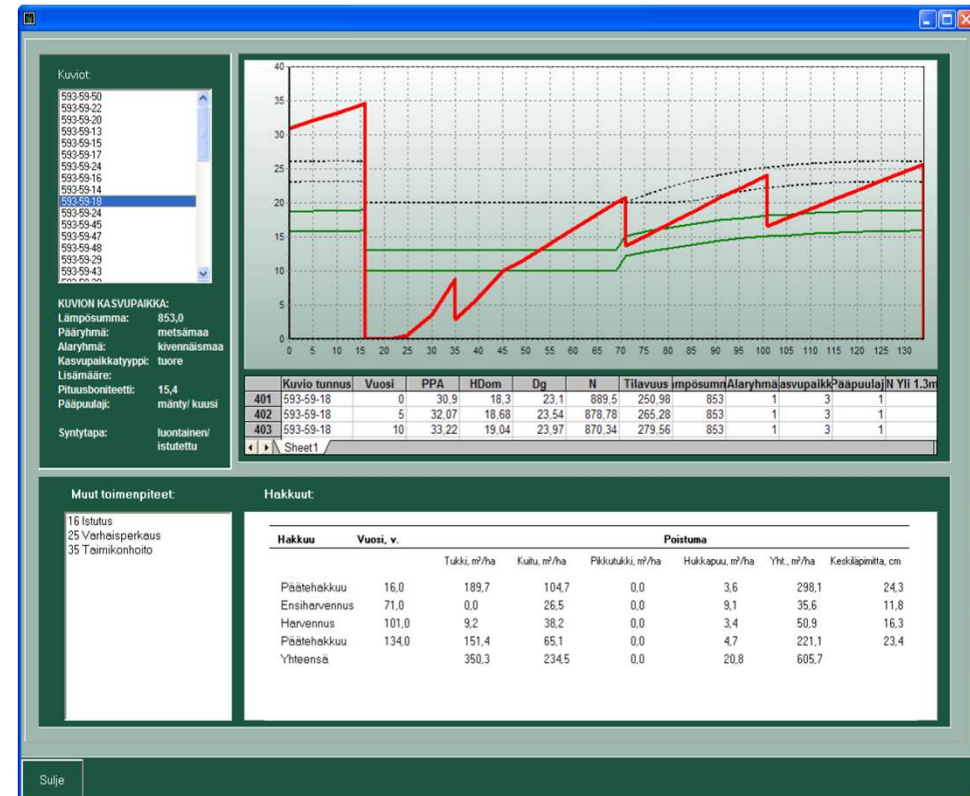 Kuviot:
593-59-50
593-59-22
593-59-20
593-59-13
593-59-15
593-59-17
593-59-24
593-59-16
593-59-14
593-59-18
593-59-24
593-59-45
593-59-47
593-59-48
593-59-29
593-59-43
KUVION KASVUPAIKKA:
Lämpösumma: 853,0
Pääryhmä: metsämaa
Alaryhmä: kivennäismaa
Kasvupaikkatyyppi: tuore
Lisämääre:
Pituusboniteetti: 15,4
Pääpuulaji: mänty/ kuusi
Syntytapa: luontainen/
istutettu
40
35
30
25
20
15
10
5
0
0 5 10 15 20 25 30 35 40 45 50 55 60 65 70 75 80 85 90 95 100 105 110 115 120 125 130
Kuvio tunnus Vuosi PPA HDom Dg N Tilavuus mpösumn Alaryhmä asvupaikk Pääpuulaj N Yli 1.3m
401 593-59-18 0 30,9 18,3 23,1 889,5 250,98 853 1 3 1
402 593-59-18 5 32,07 18,68 23,54 878,78 265,28 853 1 3 1
403 593-59-18 10 33,22 19,04 23,97 870,34 279,56 853 1 3 1
Sheet1
Muut toimenpiteet:
16 Istutus
25 Varhaisperkaus
35 Taimikonhoito
Hakkuut:
Hakkuu Vuosi, v. Poistuma
Tukki, m³/ha Kuitu, m³/ha Pikkutukki, m³/ha Hukkapuu, m³/ha Yht., m³/ha Keskiläpimitta, cm
Päätehakkuu 16,0 189,7 104,7 0,0 3,6 298,1 24,3
Ensiharvennus 71,0 0,0 26,5 0,0 9,1 35,6 11,8
Harvennus 101,0 9,2 38,2 0,0 3,4 50,9 16,3
Päätehakkuu 134,0 151,4 65,1 0,0 4,7 221,1 23,4
Yhteensä 350,3 234,5 0,0 20,8 605,7
Sulje